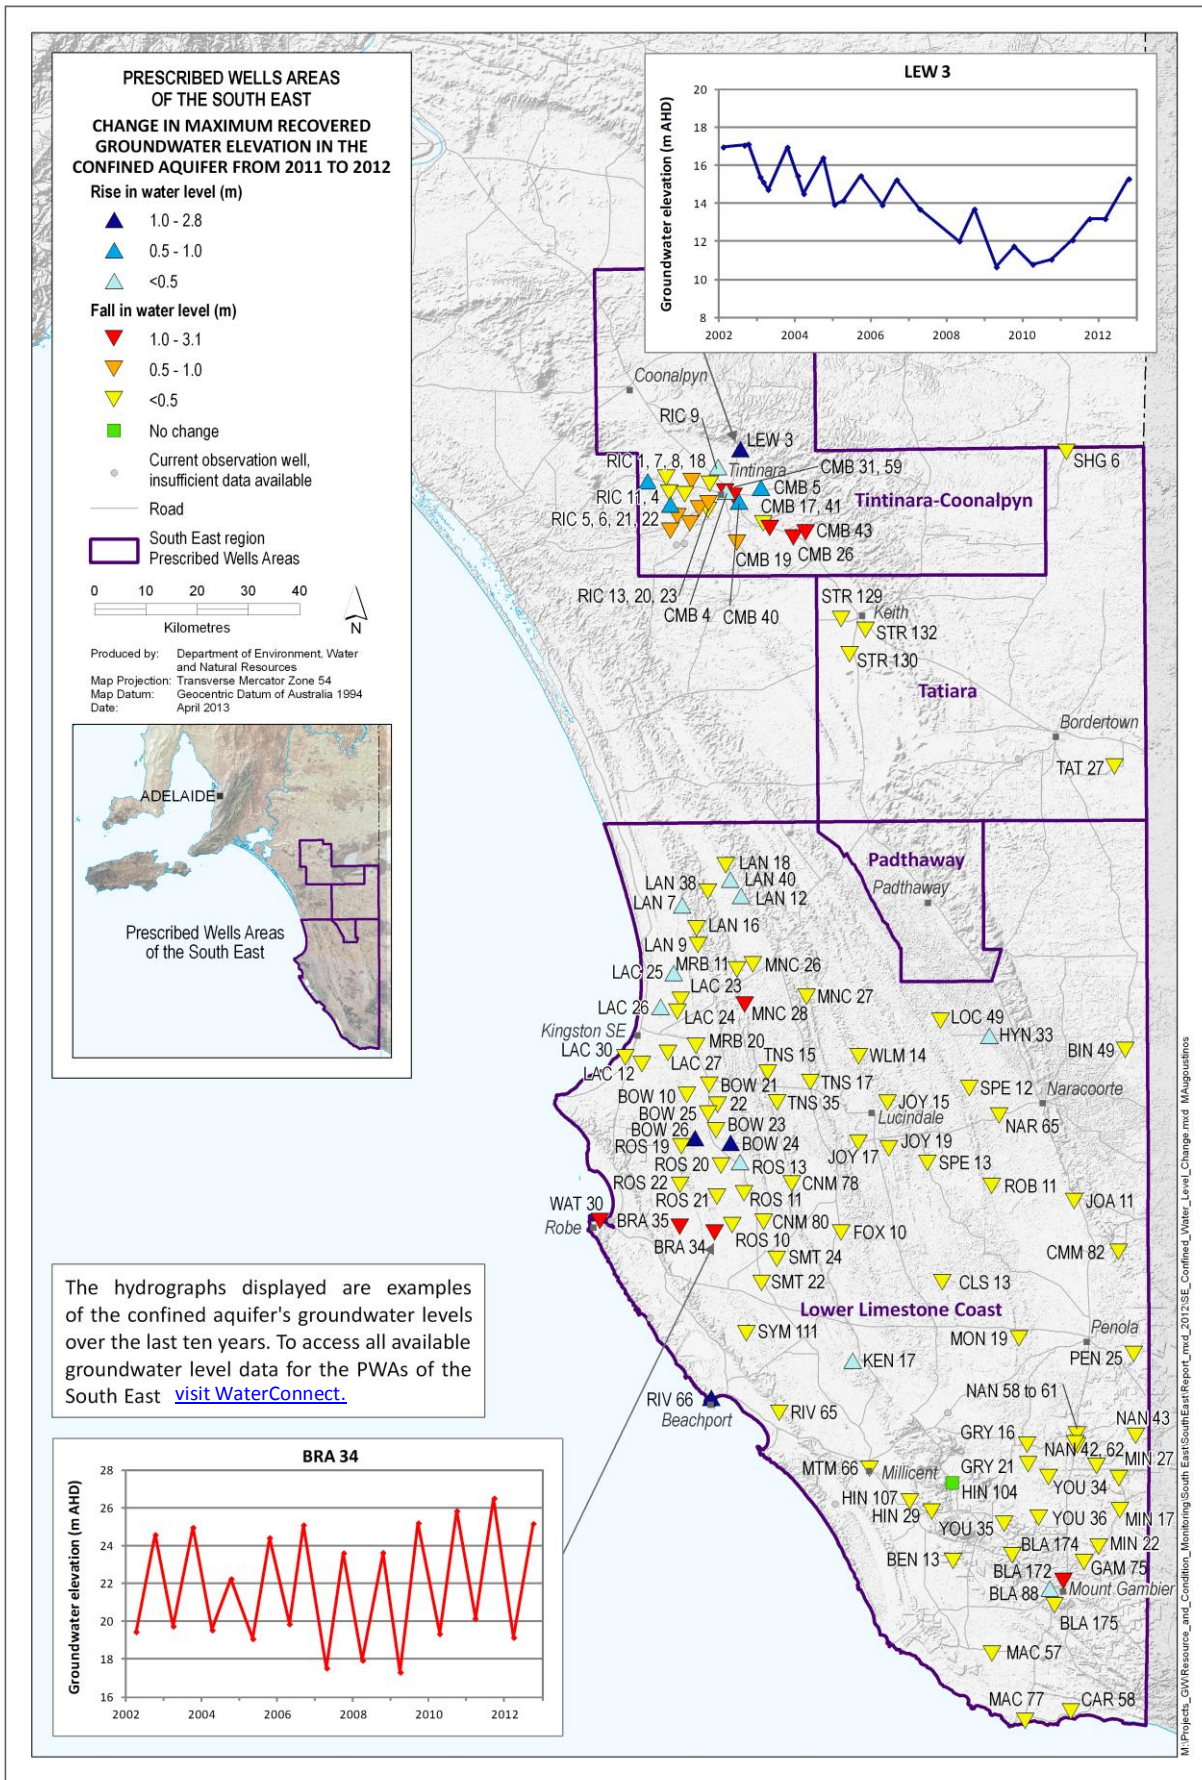 PRESCRIBED WELLS AREAS
OF THE SOUTH EAST
CHANGE IN MAXIMUM RECOVERED
GROUNDWATER ELEVATION IN THE
CONFINED AQUIFER FROM 2011 TO 2012
Rise in water level (m)
1.0 - 2.8
0.5 - 1.0
<0.5
Fall in water level (m)
1.0 - 3.1
0.5 - 1.0
<0.5
No change
Current observation well,
insufficient data available
Road
South East region
Prescribed Wells Areas
0 10 20 30 40
Kilometres
N
Produced by: Department of Environment, Water
and Natural Resources
Map Projection: Transverse Mercator Zone 54
Map Datum: Geocentric Datum of Australia 1994
Date: April 2013
ADELAIDE
Prescribed Wells Areas
of the South East
LEW 3
Groundwater elevation (m AHD)
20
18
16
14
12
10
8
2002 2004 2006 2008 2010 2012
Coonalpyn
RIC 9
LEW 3
SHG 6
RIC 1, 7, 8, 18
Tintinara
CMB 31, 59
CMB 5
RIC 11, 4
CMB 17, 41
Tintinara-Coonalpyn
RIC 5, 6, 21, 22
CMB 43
CMB 26
CMB 19
RIC 13, 20, 23
CMB 4
CMB 40
STR 129
Keith
STR 132
STR 130
Tatiara
Bordertown
TAT 27
LAN 18
LAN 40
LAN 38
LAN 12
LAN 7
Padthaway
Padthaway
LAN 16
LAN 9
MRB 11
MNC 26
LAC 25
LAC 23
MNC 27
LAC 26
LAC 24
MNC 28
LOC 49
HYN 33
Kingston SE
MRB 20
BIN 49
LAC 30
LAC 27
TNS 15
WLM 14
LAC 12
BOW 21
TNS 17
SPE 12
Naracoorte
BOW 10
22
TNS 35
JOY 15
BOW 25
Lucindale
NAR 65
BOW 26
BOW 23
BOW 24
ROS 19
JOY 17
JOY 19
ROS 20
ROS 13
SPE 13
ROS 22
CNM 78
ROB 11
ROS 21
ROS 11
JOA 11
WAT 30
BRA 35
CNM 80
Robe
ROS 10
FOX 10
BRA 34
CMM 82
SMT 24
SMT 22
CLS 13
Lower Limestone Coast
SYM 111
MON 19
Penola
KEN 17
PEN 25
NAN 58 to 61
RIV 66
Beachport
RIV 65
NAN 43
GRY 16
NAN 42, 62
MIN 27
MTM 66
Millicent
GRY 21
HIN 104
YOU 34
HIN 107
HIN 29
MIN 17
YOU 36
YOU 35
BLA 174
MIN 22
BEN 13
GAM 75
BLA 172
BLA 88
Mount Gambier
BLA 175
MAC 57
MAC 77
CAR 58
The hydrographs displayed are examples
of the confined aquifer's groundwater levels
over the last ten years. To access all available
groundwater level data for the PWAs of the
South East visit WaterConnect.
BRA 34
Groundwater elevation (m AHD)
28
26
24
22
20
18
16
2002 2004 2006 2008 2010 2012
M:\Projects_GW\Resource_and_Condition_Monitoring\South East\SouthEast\Report_mxd_2012\SE_Confined_Water_Level_Change.mxd MAugoustinos